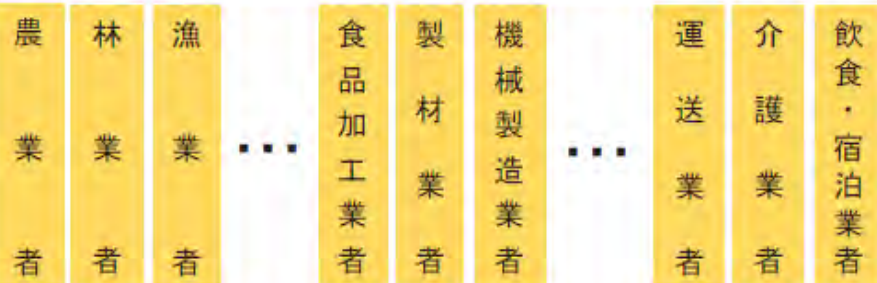 農業者
林業者
漁業者
・・・
食品加工業者
製材業者
機械製造業者
・・・
運送業者
介護業者
飲食・宿泊業者